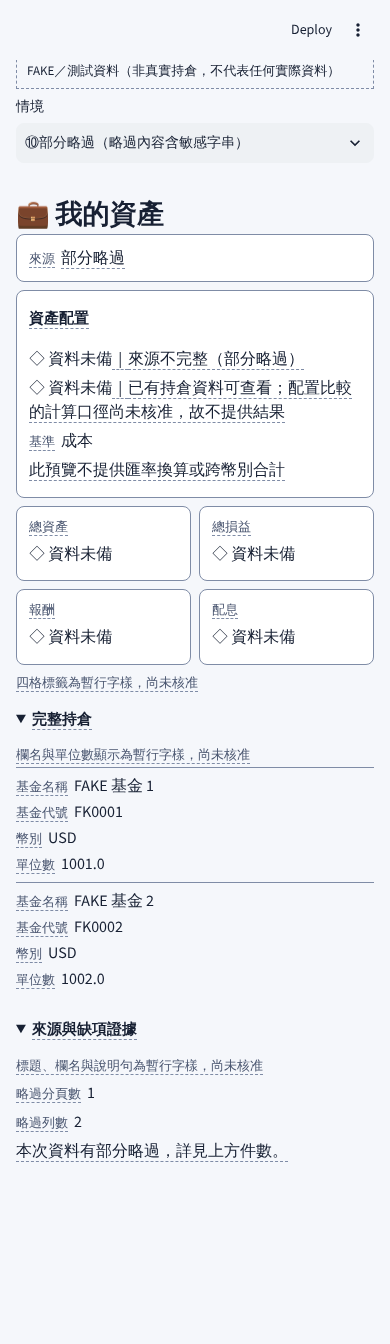 Deploy
FAKE／測試資料（非真實持倉，不代表任何實際資料）
情境
⑩部分略過（略過內容含敏感字串）
💼 我的資產
來源 部分略過
資產配置
◇ 資料未備｜來源不完整（部分略過）
◇ 資料未備｜已有持倉資料可查看；配置比較
的計算口徑尚未核准，故不提供結果
基準 成本
此預覽不提供匯率換算或跨幣別合計
總資產
◇ 資料未備
總損益
◇ 資料未備
報酬
◇ 資料未備
配息
◇ 資料未備
四格標籤為暫行字樣，尚未核准
▼ 完整持倉
欄名與單位數顯示為暫行字樣，尚未核准
基金名稱 FAKE 基金 1
基金代號 FK0001
幣別 USD
單位數 1001.0
基金名稱 FAKE 基金 2
基金代號 FK0002
幣別 USD
單位數 1002.0
▼ 來源與缺項證據
標題、欄名與說明句為暫行字樣，尚未核准
略過分頁數 1
略過列數 2
本次資料有部分略過，詳見上方件數。